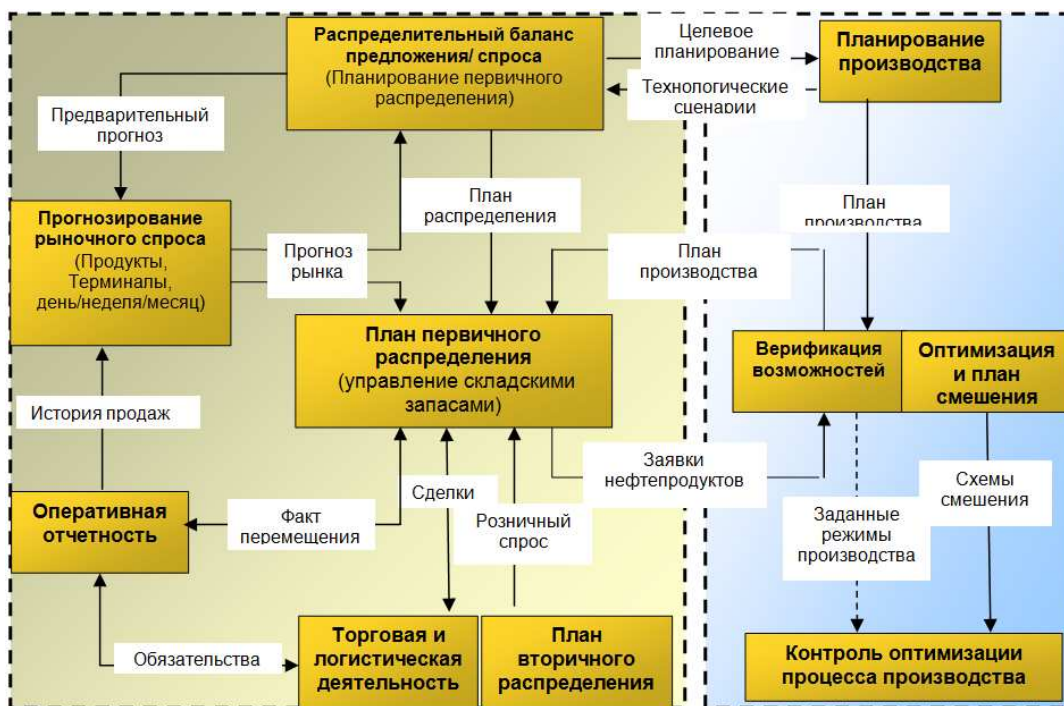 Распределительный баланс
предложения/ спроса
(Планирование первичного
распределения)
Целевое
планирование
Технологические
сценарии
Планирование
производства
Предварительный
прогноз
План
распределения
План
производства
Прогнозирование
рыночного спроса
(Продукты,
Терминалы,
день/неделя/месяц)
Прогноз
рынка
План
производства
План первичного
распределения
(управление складскими
запасами)
Верификация
возможностей
Оптимизация
и план
смешения
История продаж
Заявки
нефтепродуктов
Сделки
Схемы
смешения
Оперативная
отчетность
Факт
перемещения
Розничный
спрос
Заданные
режимы
производства
Обязательства
Торговая и
логистическая
деятельность
План
вторичного
распределения
Контроль оптимизации
процесса производства